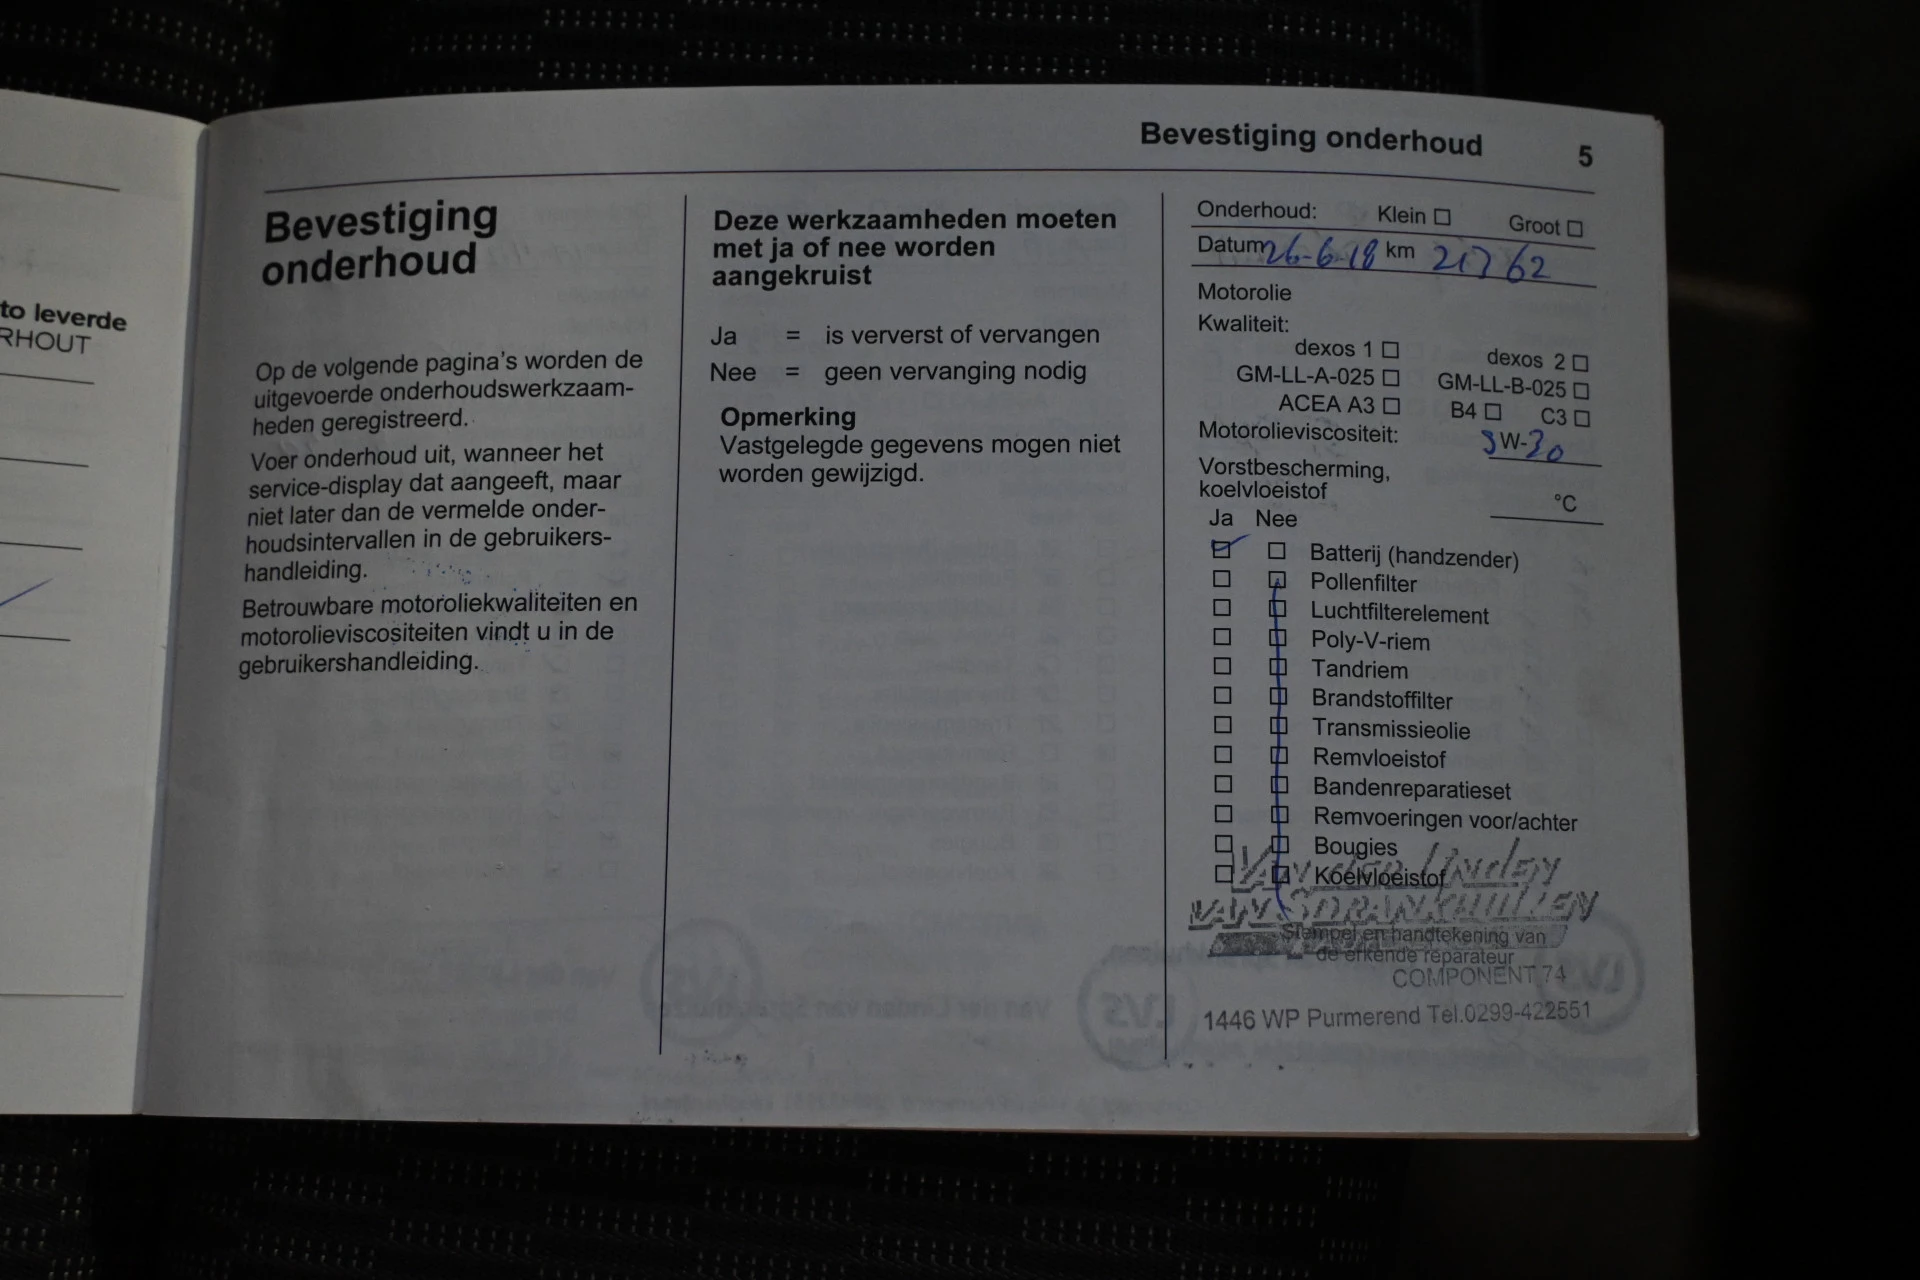 to leverde
RHOUT
Bevestiging onderhoud 5
Bevestiging
onderhoud
Op de volgende pagina's worden de
uitgevoerde onderhoudswerkzaam-
heden geregistreerd.
Voer onderhoud uit, wanneer het
service-display dat aangeeft, maar
niet later dan de vermelde onder-
houdsintervallen in de gebruikers-
handleiding.
Betrouwbare motoroliekwaliteiten en
motorolieviscositeiten vindt u in de
gebruikershandleiding.
Deze werkzaamheden moeten
met ja of nee worden
aangekruist
Ja = is ververst of vervangen
Nee = geen vervanging nodig
Opmerking
Vastgelegde gegevens mogen niet
worden gewijzigd.
Onderhoud: Klein ☐ Groot ☐
Datum 26-6-18 km 21762
Motorolie
Kwaliteit:
dexos 1 ☐ dexos 2 ☐
GM-LL-A-025 ☐ GM-LL-B-025 ☐
ACEA A3 ☐ B4 ☐ C3 ☐
Motorolieviscositeit: 5W-30
Vorstbescherming,
koelvloeistof °C
Ja Nee
☑ ☐ Batterij (handzender)
☐ ☐ Pollenfilter
☐ ☐ Luchtfilterelement
☐ ☐ Poly-V-riem
☐ ☐ Tandriem
☐ ☐ Brandstoffilter
☐ ☐ Transmissieolie
☐ ☐ Remvloeistof
☐ ☐ Bandenreparatieset
☐ ☐ Remvoeringen voor/achter
☐ ☐ Bougies
☐ ☐ Koelvloeistof
Van der Linden
van Sprankhuizen
Stempel en handtekening van
de erkende reparateur
COMPONENT 74
1446 WP Purmerend Tel.0299-422551